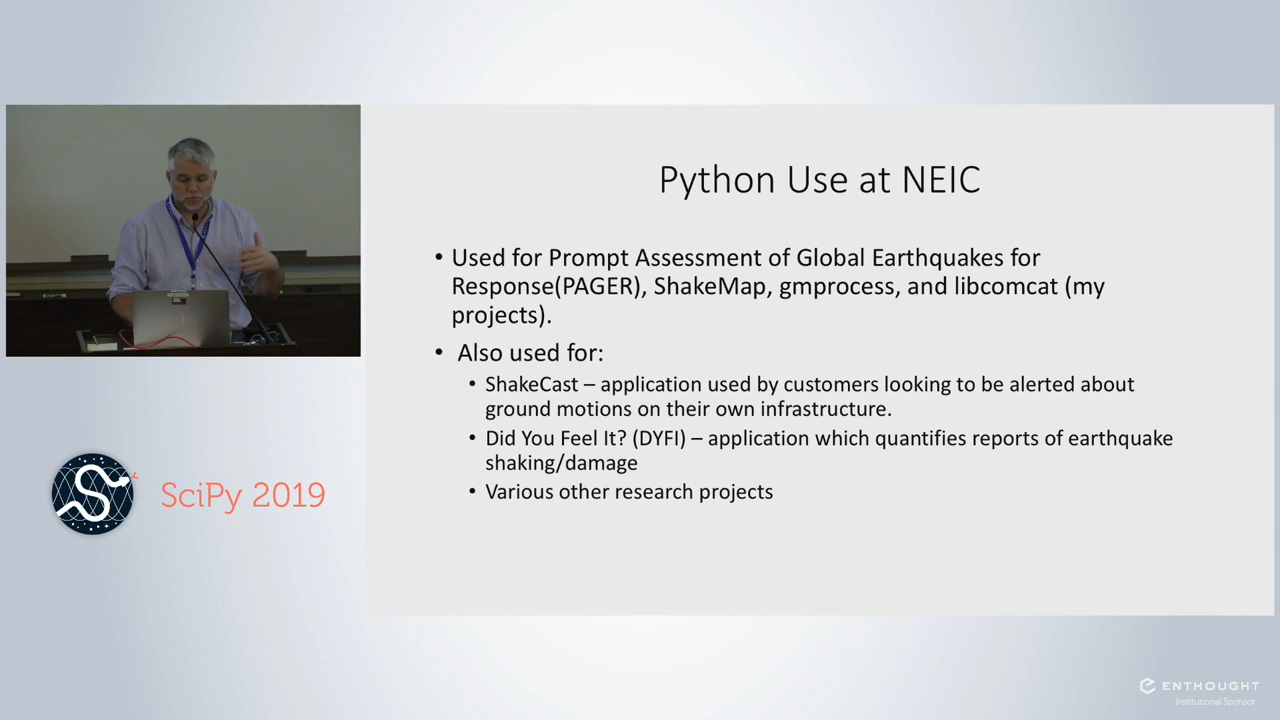 Python Use at NEIC
• Used for Prompt Assessment of Global Earthquakes for
Response(PAGER), ShakeMap, gmprocess, and libcomcat (my
projects).
• Also used for:
• ShakeCast – application used by customers looking to be alerted about
ground motions on their own infrastructure.
• Did You Feel It? (DYFI) – application which quantifies reports of earthquake
shaking/damage
• Various other research projects
SciPy 2019
ENTHOUGHT
Institutional Sponsor